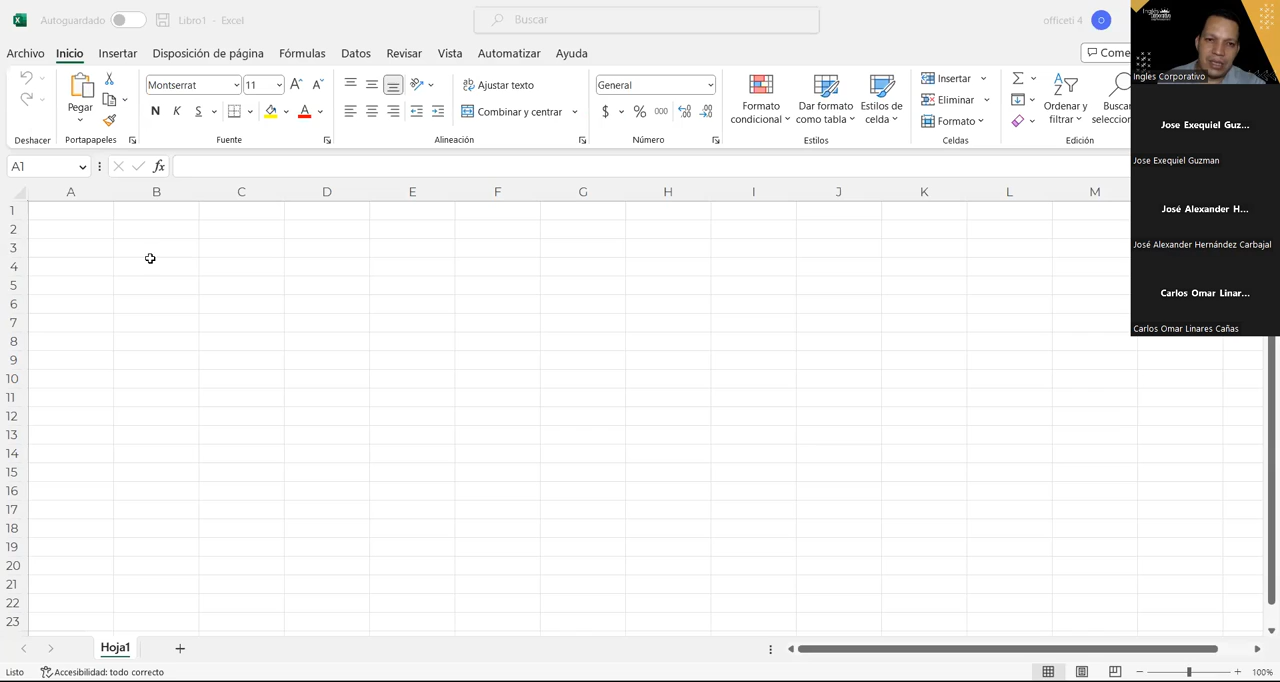 Autoguardado Libro1 - Excel Buscar officeti 4 O
Archivo Inicio Insertar Disposición de página Fórmulas Datos Revisar Vista Automatizar Ayuda Come
Pegar Montserrat 11 Ajustar texto General Insertar
N K S Combinar y centrar $ % 000 Formato condicional Dar formato como tabla Estilos de celda Eliminar Formato Ordenar y filtrar Buscar seleccion
Deshacer Portapapeles Fuente Alineación Número Estilos Celdas Edición
A1 fx
A B C D E F G H I J K L M
1
2
3
4
5
6
7
8
9
10
11
12
13
14
15
16
17
18
19
20
21
22
23
Inglés Corporativo
Ingles Corporativo
Jose Exequiel Guz...
Jose Exequiel Guzman
José Alexander H...
José Alexander Hernández Carbajal
Carlos Omar Linar...
Carlos Omar Linares Cañas
Hoja1
Listo Accesibilidad: todo correcto 100%